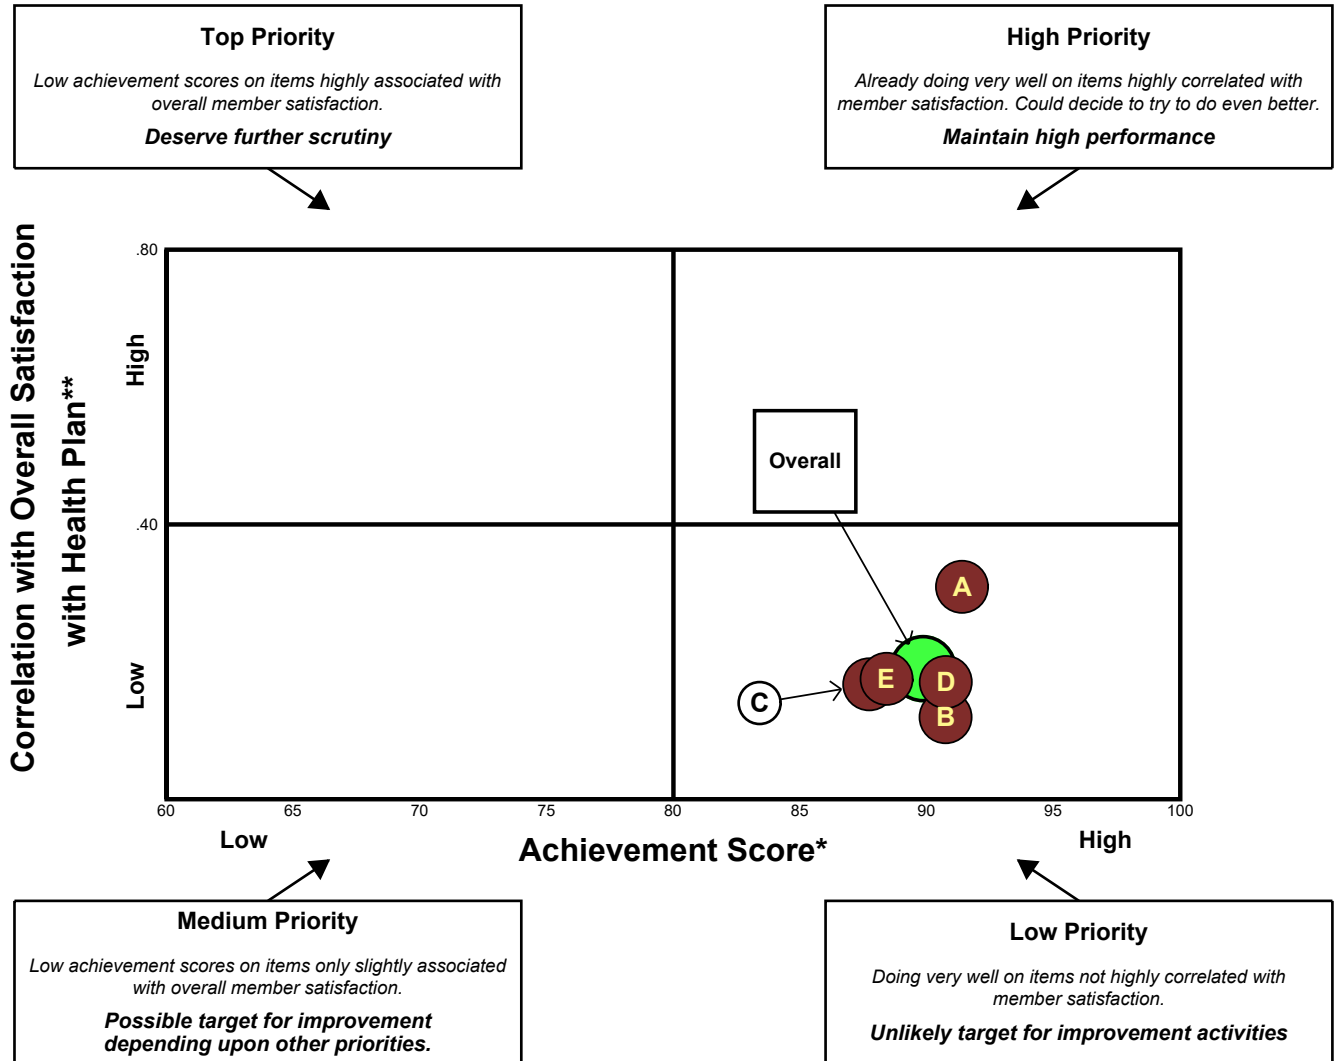 Top Priority
Low achievement scores on items highly associated with
overall member satisfaction.
Deserve further scrutiny
High Priority
Already doing very well on items highly correlated with
member satisfaction. Could decide to try to do even better.
Maintain high performance
Correlation with Overall Satisfaction
with Health Plan**
.80
High
.40
Low
Overall
A
E
D
C
B
60
65
70
75
80
85
90
95
100
Low
Achievement Score*
High
Medium Priority
Low achievement scores on items only slightly associated
with overall member satisfaction.
Possible target for improvement
depending upon other priorities.
Low Priority
Doing very well on items not highly correlated with
member satisfaction.
Unlikely target for improvement activities